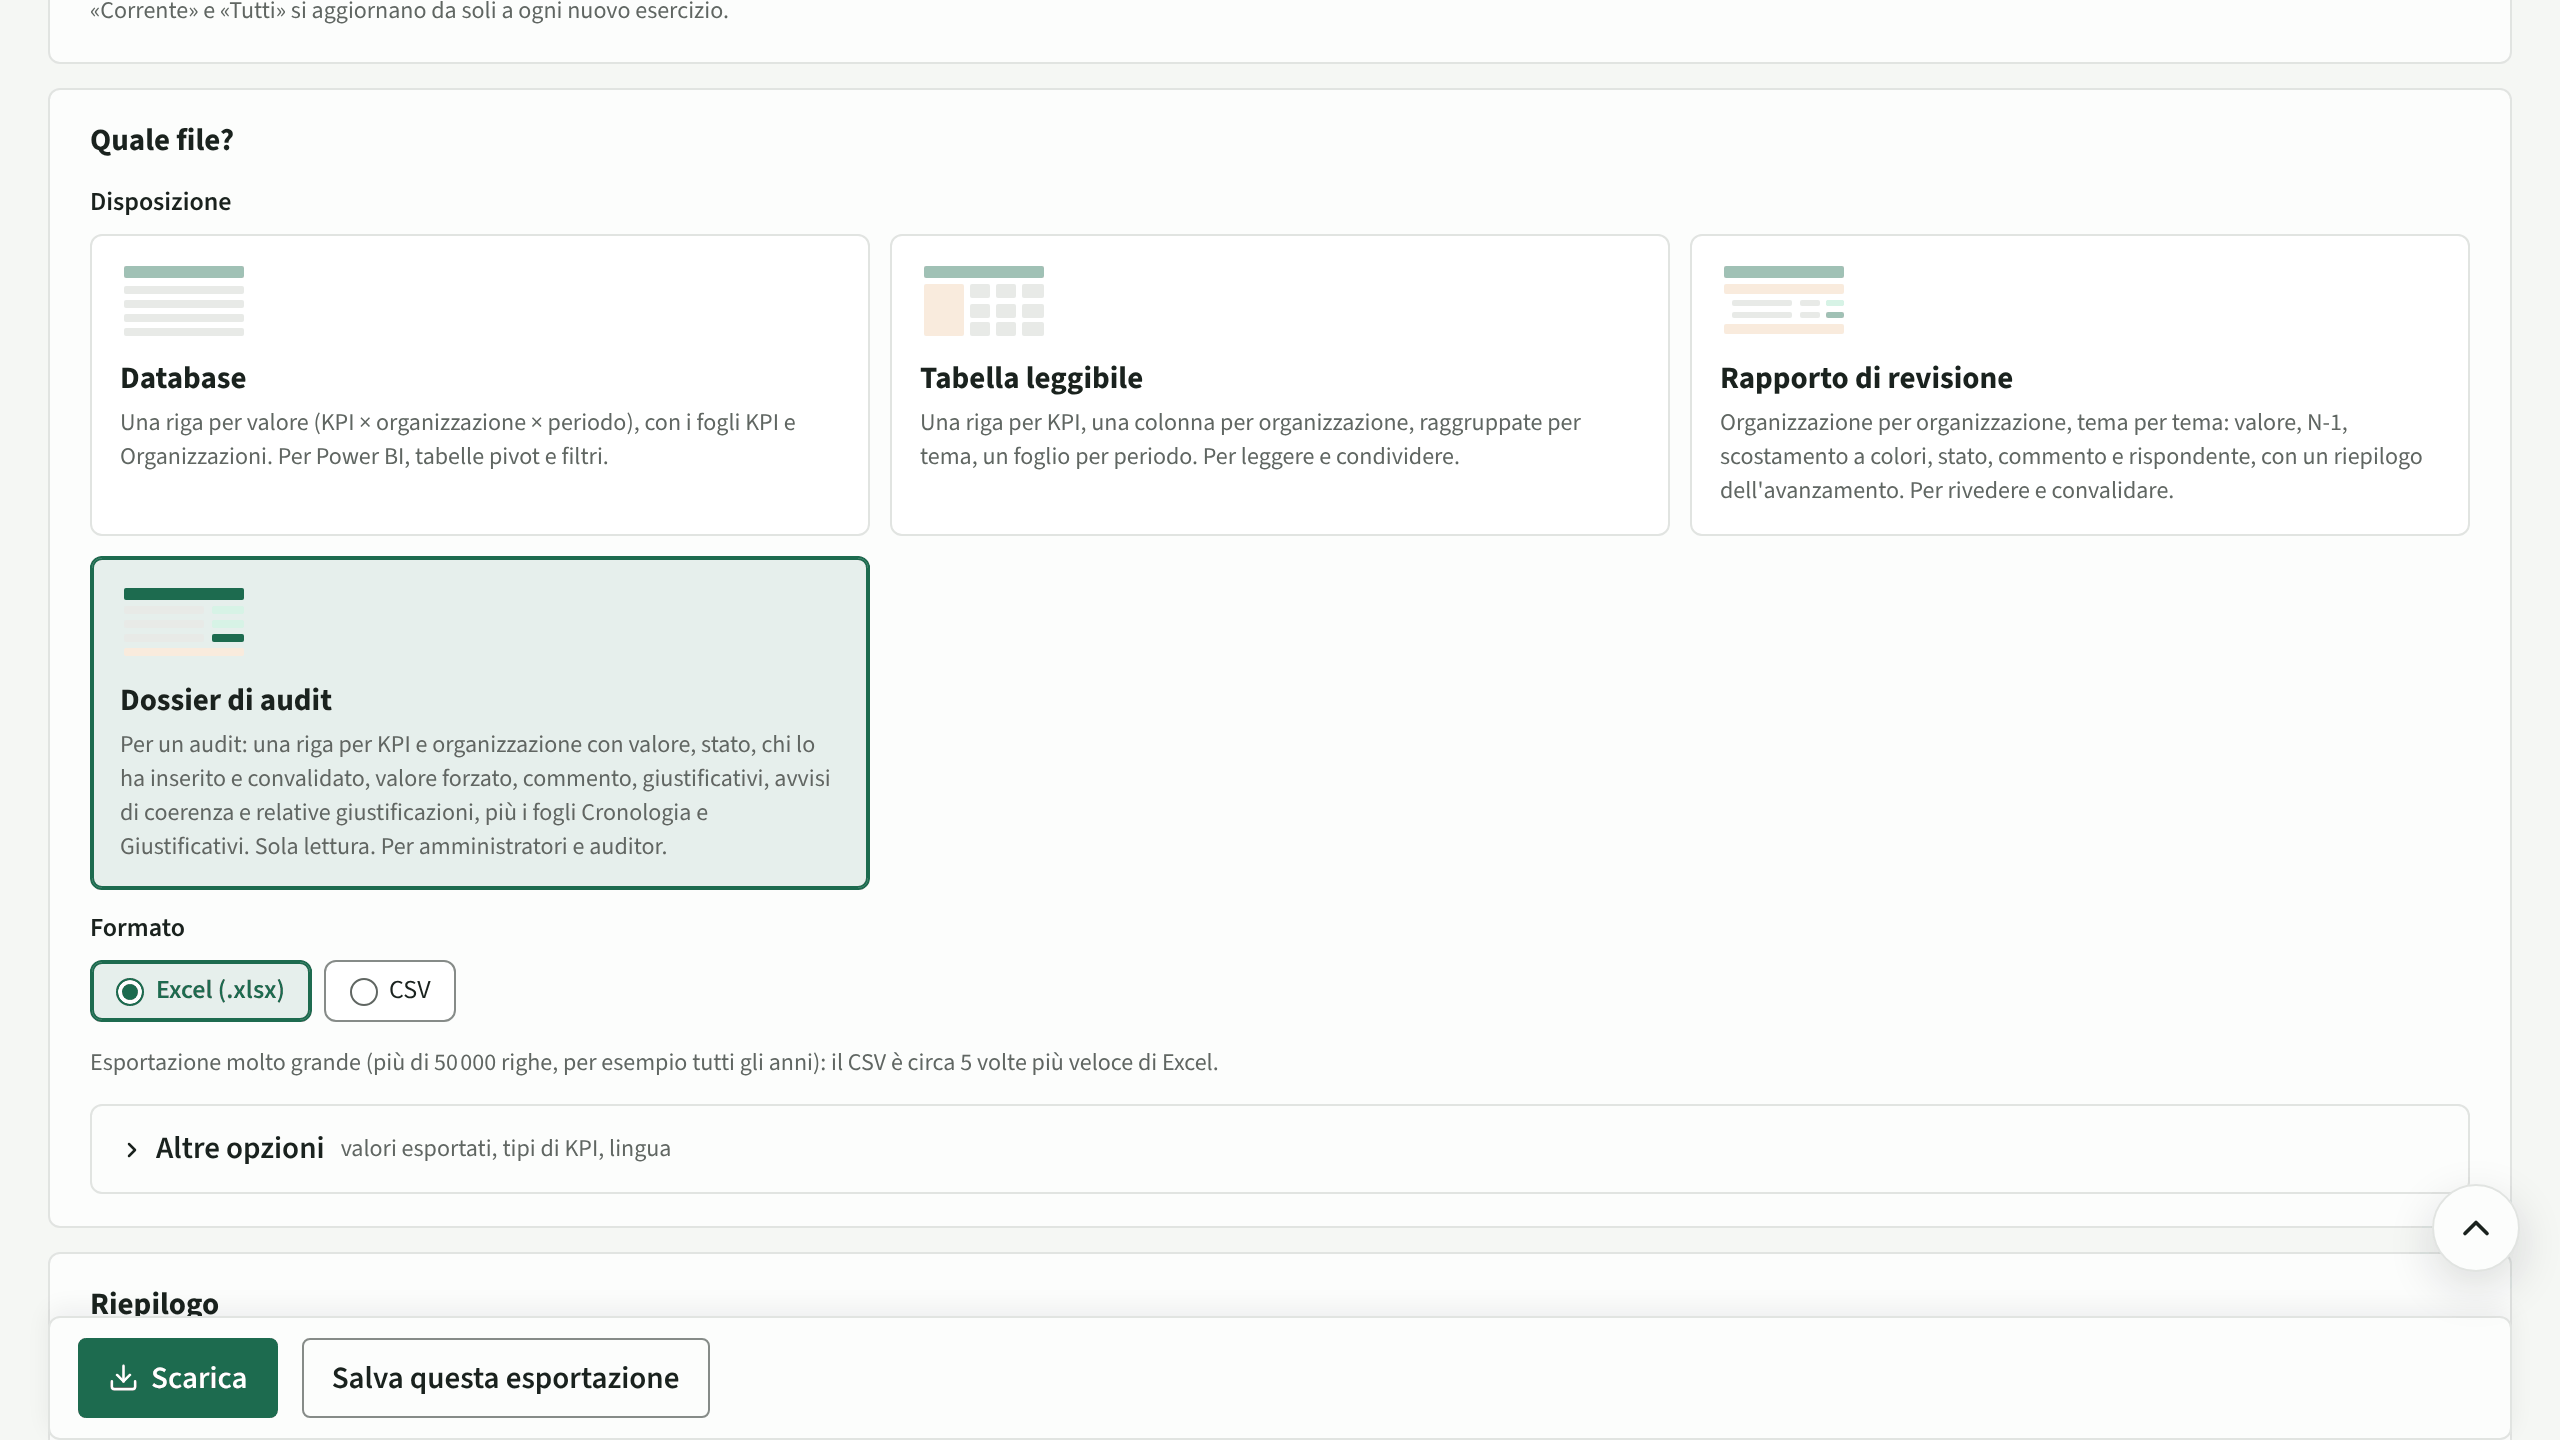 «Corrente» e «Tutti» si aggiornano da soli a ogni nuovo esercizio.
Quale file?
Disposizione
Database
Una riga per valore (KPI × organizzazione × periodo), con i fogli KPI e
Organizzazioni. Per Power BI, tabelle pivot e filtri.
Tabella leggibile
Una riga per KPI, una colonna per organizzazione, raggruppate per
tema, un foglio per periodo. Per leggere e condividere.
Rapporto di revisione
Organizzazione per organizzazione, tema per tema: valore, N-1,
scostamento a colori, stato, commento e rispondente, con un riepilogo
dell'avanzamento. Per rivedere e convalidare.
Dossier di audit
Per un audit: una riga per KPI e organizzazione con valore, stato, chi lo
ha inserito e convalidato, valore forzato, commento, giustificativi, avvisi
di coerenza e relative giustificazioni, più i fogli Cronologia e
Giustificativi. Sola lettura. Per amministratori e auditor.
Formato
Excel (.xlsx)
CSV
Esportazione molto grande (più di 50 000 righe, per esempio tutti gli anni): il CSV è circa 5 volte più veloce di Excel.
Altre opzioni valori esportati, tipi di KPI, lingua
Riepilogo
Scarica
Salva questa esportazione